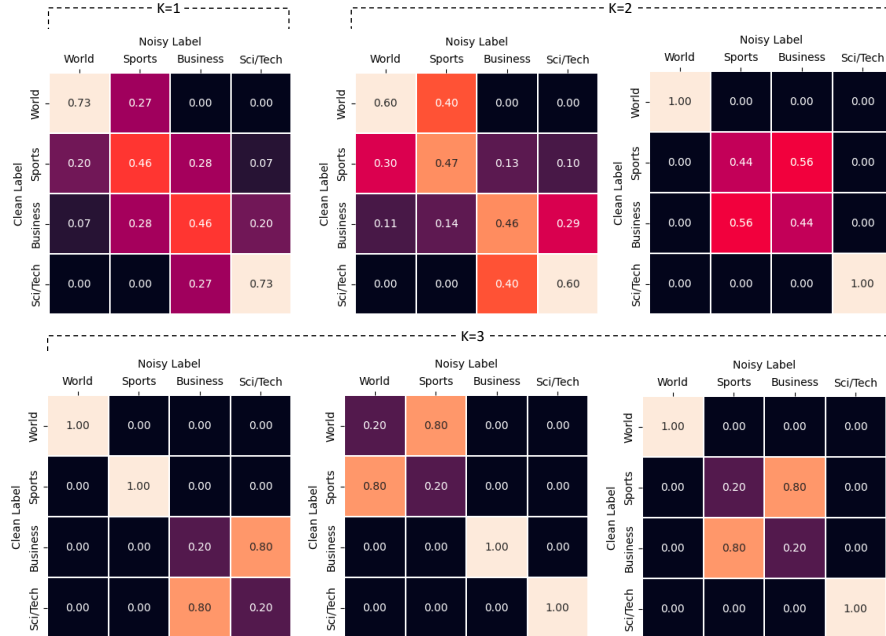 K=1
K=2
Noisy Label
World Sports Business Sci/Tech
Clean Label
World 0.73 0.27 0.00 0.00
Sports 0.20 0.46 0.28 0.07
Business 0.07 0.28 0.46 0.20
Sci/Tech 0.00 0.00 0.27 0.73
Noisy Label
World Sports Business Sci/Tech
Clean Label
World 0.60 0.40 0.00 0.00
Sports 0.30 0.47 0.13 0.10
Business 0.11 0.14 0.46 0.29
Sci/Tech 0.00 0.00 0.40 0.60
Noisy Label
World Sports Business Sci/Tech
Clean Label
World 1.00 0.00 0.00 0.00
Sports 0.00 0.44 0.56 0.00
Business 0.00 0.56 0.44 0.00
Sci/Tech 0.00 0.00 0.00 1.00
K=3
Noisy Label
World Sports Business Sci/Tech
Clean Label
World 1.00 0.00 0.00 0.00
Sports 0.00 1.00 0.00 0.00
Business 0.00 0.00 0.20 0.80
Sci/Tech 0.00 0.00 0.80 0.20
Noisy Label
World Sports Business Sci/Tech
Clean Label
World 0.20 0.80 0.00 0.00
Sports 0.80 0.20 0.00 0.00
Business 0.00 0.00 1.00 0.00
Sci/Tech 0.00 0.00 0.00 1.00
Noisy Label
World Sports Business Sci/Tech
Clean Label
World 1.00 0.00 0.00 0.00
Sports 0.00 0.20 0.80 0.00
Business 0.00 0.80 0.20 0.00
Sci/Tech 0.00 0.00 0.00 1.00